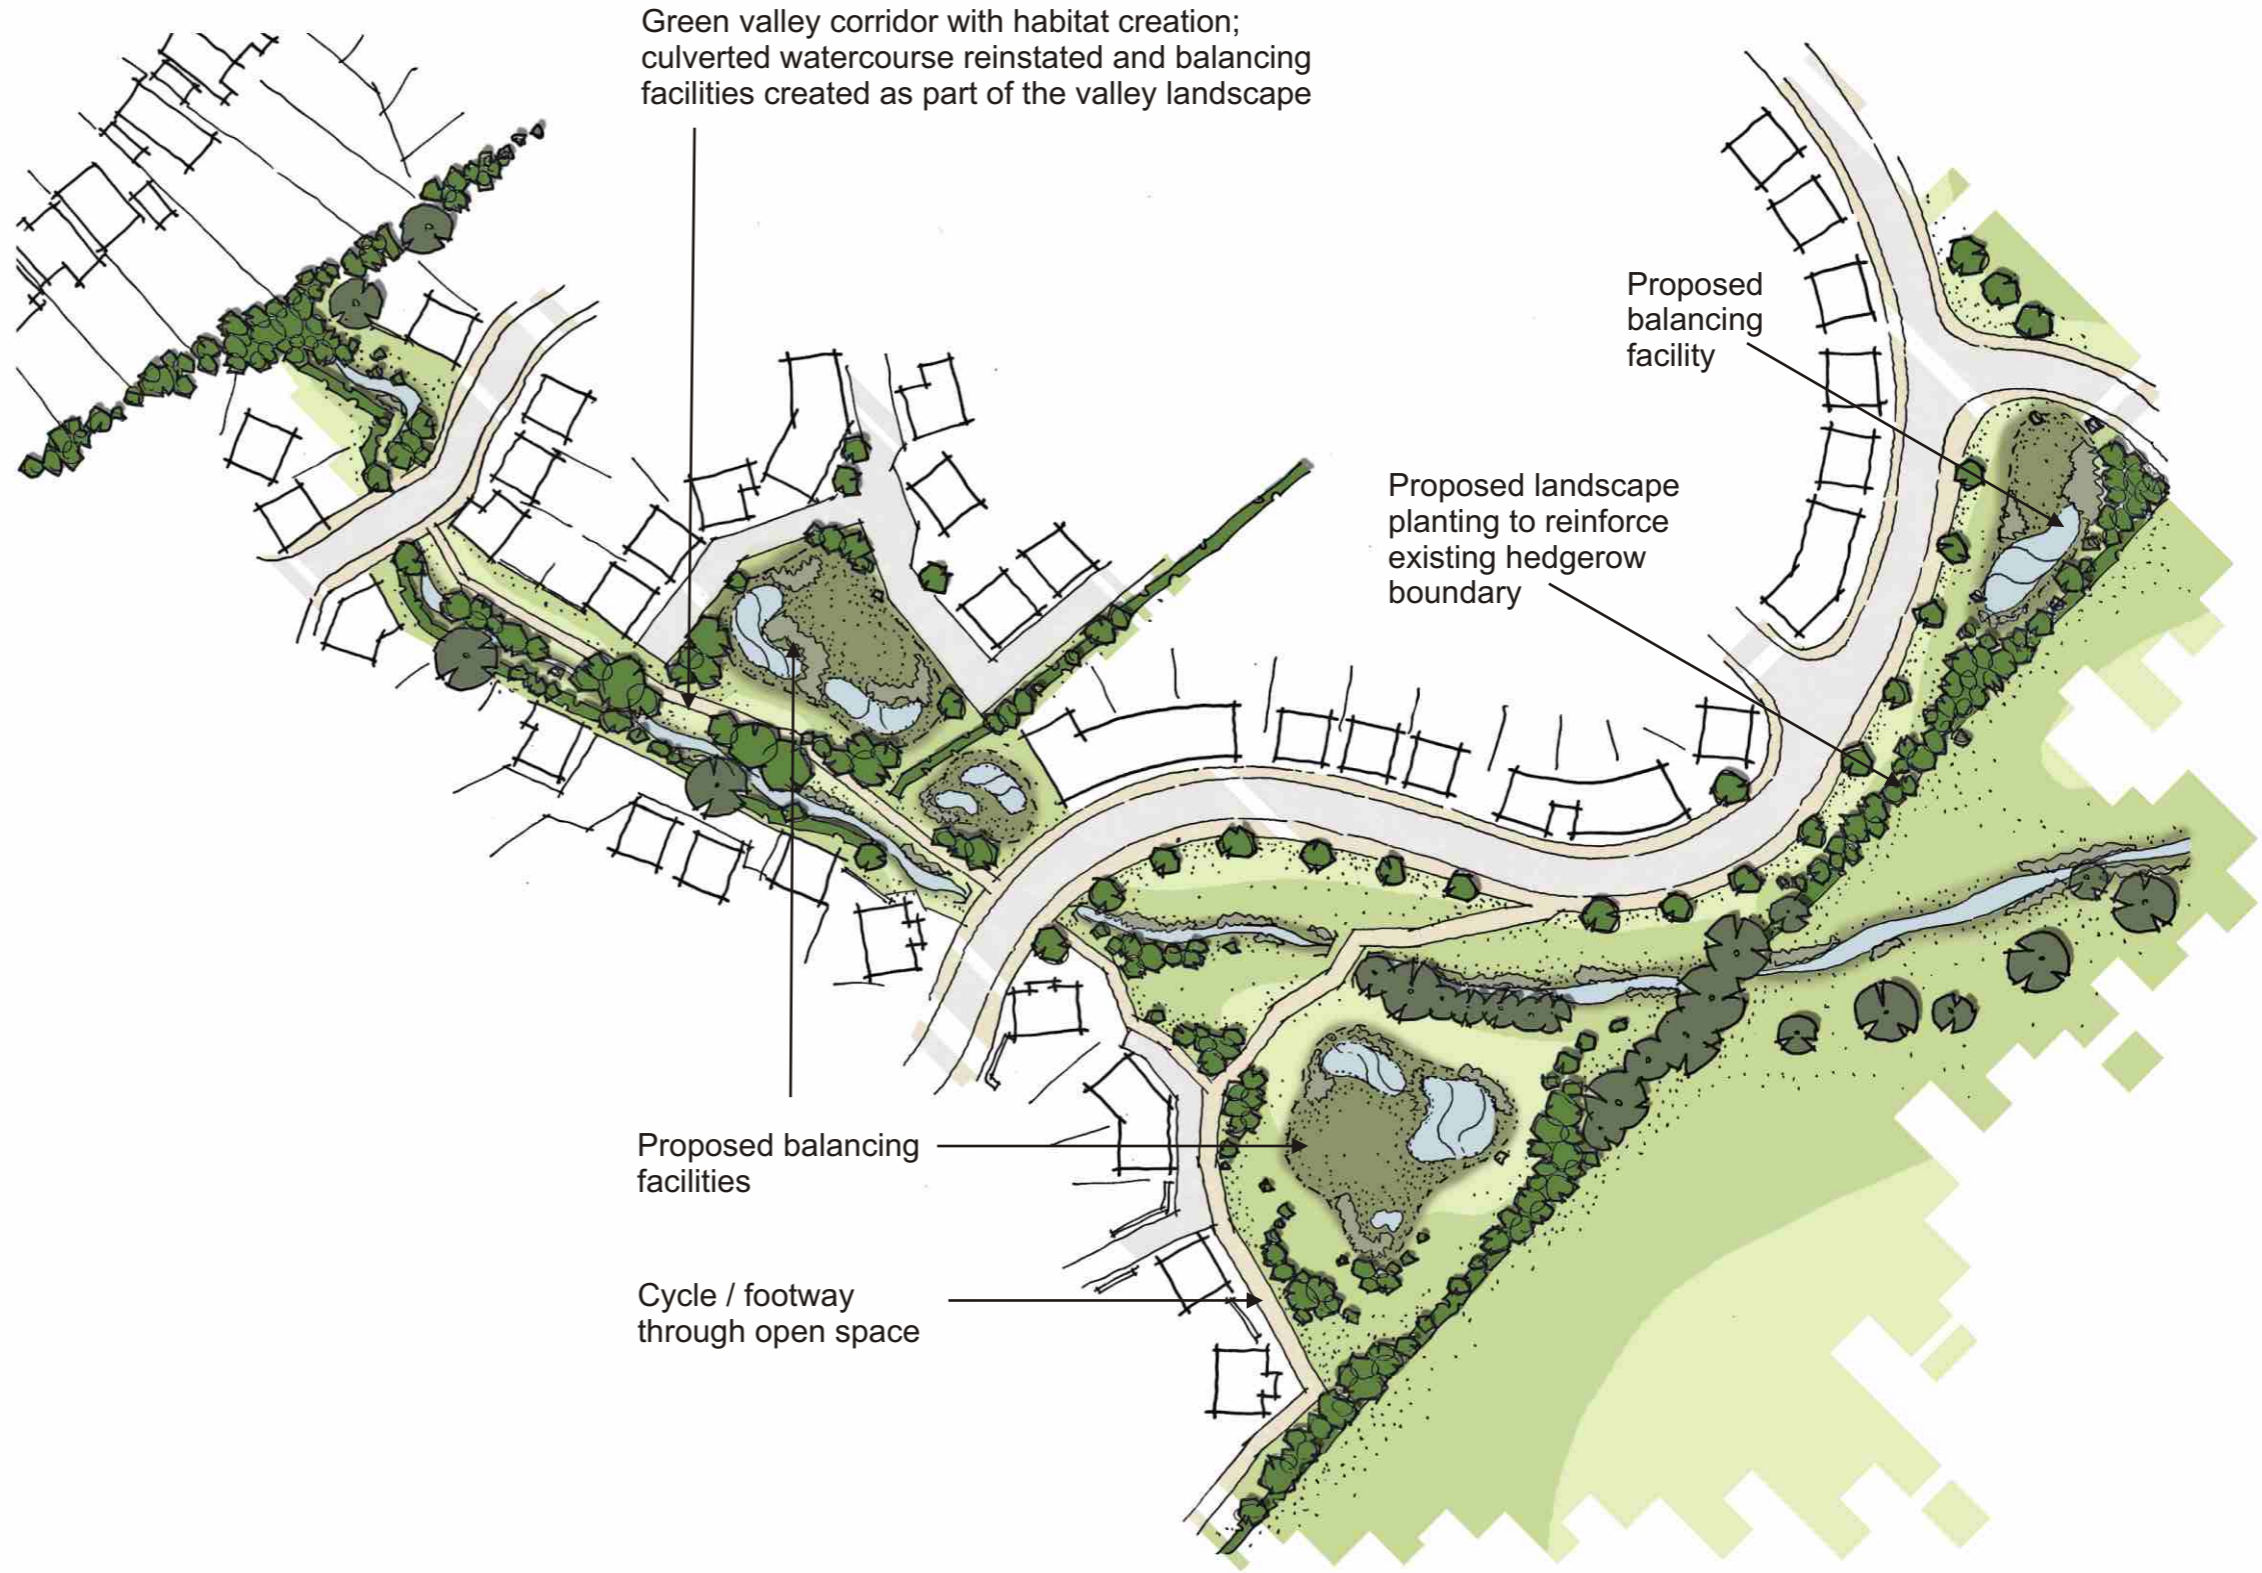 Green valley corridor with habitat creation;
culverted watercourse reinstated and balancing
facilities created as part of the valley landscape
Proposed
balancing
facility
Proposed landscape
planting to reinforce
existing hedgerow
boundary
Proposed balancing
facilities
Cycle / footway
through open space